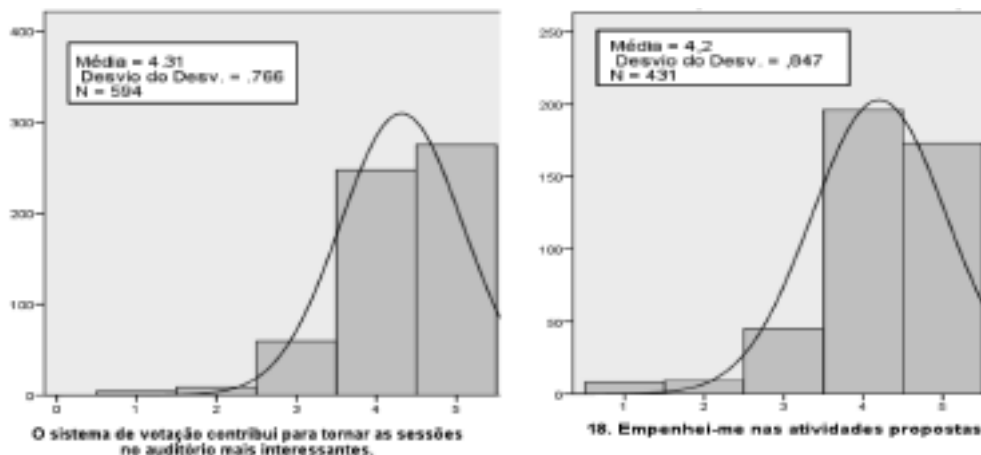 400
300
200
100
0
Média = 4.31
Desvio do Desv. = .766
N = 594
0 1 2 3 4 5
O sistema de votação contribui para tornar as sessões
no auditório mais interessantes.
250
200
150
100
50
0
Média = 4,2
Desvio do Desv. = ,847
N = 431
1 2 3 4 5
18. Empenhei-me nas atividades propostas